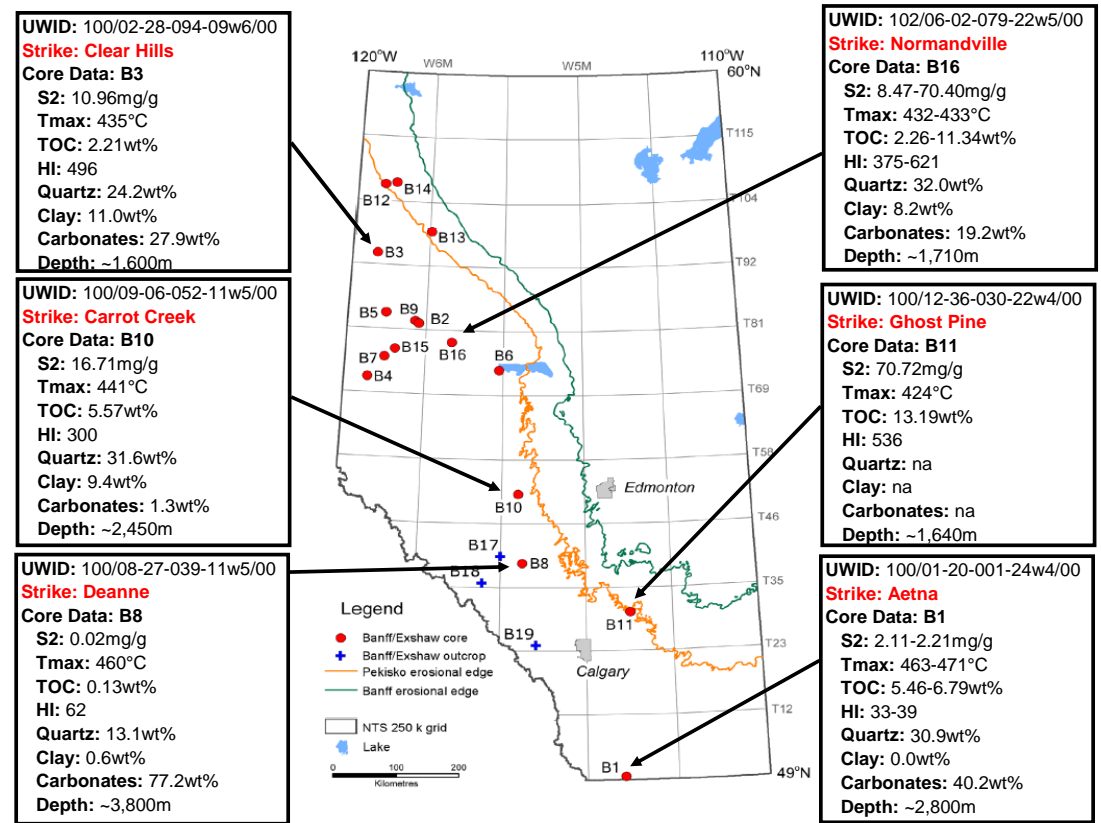 UWID: 100/02-28-094-09w6/00
Strike: Clear Hills
Core Data: B3
S2: 10.96mg/g
Tmax: 435°C
TOC: 2.21wt%
HI: 496
Quartz: 24.2wt%
Clay: 11.0wt%
Carbonates: 27.9wt%
Depth: ~1,600m
UWID: 100/09-06-052-11w5/00
Strike: Carrot Creek
Core Data: B10
S2: 16.71mg/g
Tmax: 441°C
TOC: 5.57wt%
HI: 300
Quartz: 31.6wt%
Clay: 9.4wt%
Carbonates: 1.3wt%
Depth: ~2,450m
UWID: 100/08-27-039-11w5/00
Strike: Deanne
Core Data: B8
S2: 0.02mg/g
Tmax: 460°C
TOC: 0.13wt%
HI: 62
Quartz: 13.1wt%
Clay: 0.6wt%
Carbonates: 77.2wt%
Depth: ~3,800m
120°W
W6M
W5M
110°W
60°N
T115
B14
B12
T104
B13
B3
T92
B5
B9
B2
T81
B15
B16
B7
B6
B4
T69
T58
Edmonton
B10
T46
B17
B8
B18
T35
B11
B19
T23
Calgary
T12
B1
49°N
Legend
Banff/Exshaw core
Banff/Exshaw outcrop
Pekisko erosional edge
Banff erosional edge
NTS 250 k grid
Lake
0 100 200
Kilometres
UWID: 102/06-02-079-22w5/00
Strike: Normandville
Core Data: B16
S2: 8.47-70.40mg/g
Tmax: 432-433°C
TOC: 2.26-11.34wt%
HI: 375-621
Quartz: 32.0wt%
Clay: 8.2wt%
Carbonates: 19.2wt%
Depth: ~1,710m
UWID: 100/12-36-030-22w4/00
Strike: Ghost Pine
Core Data: B11
S2: 70.72mg/g
Tmax: 424°C
TOC: 13.19wt%
HI: 536
Quartz: na
Clay: na
Carbonates: na
Depth: ~1,640m
UWID: 100/01-20-001-24w4/00
Strike: Aetna
Core Data: B1
S2: 2.11-2.21mg/g
Tmax: 463-471°C
TOC: 5.46-6.79wt%
HI: 33-39
Quartz: 30.9wt%
Clay: 0.0wt%
Carbonates: 40.2wt%
Depth: ~2,800m